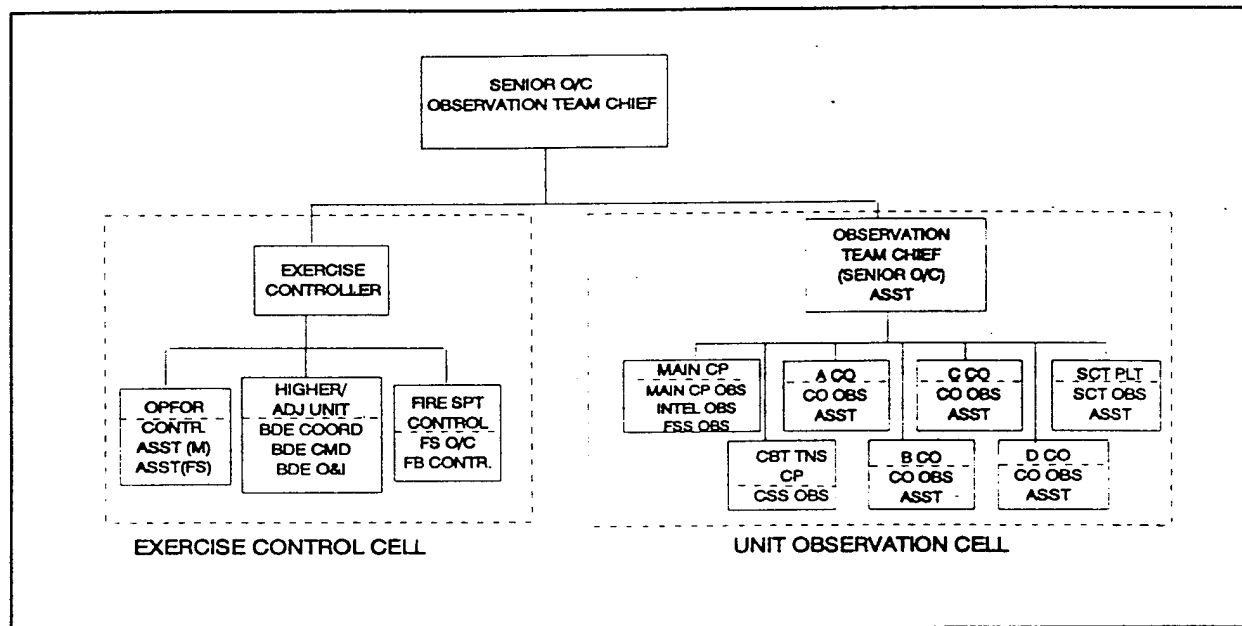 SENIOR O/C
OBSERVATION TEAM CHIEF
EXERCISE
CONTROLLER
OPFOR
CONTR.
ASST (M)
ASST(FS)
HIGHER/
ADJ UNIT
BDE COORD
BDE CMD
BDE O&I
FIRE SPT
CONTROL
FS O/C
FB CONTR.
EXERCISE CONTROL CELL
OBSERVATION
TEAM CHIEF
(SENIOR O/C)
ASST
MAIN CP
MAIN CP OBS
INTEL OBS
FSS OBS
A CO
CO OBS
ASST
C CO
CO OBS
ASST
SCT PLT
SCT OBS
ASST
CBT TNS
CP
CSS OBS
B CO
CO OBS
ASST
D CO
CO OBS
ASST
UNIT OBSERVATION CELL